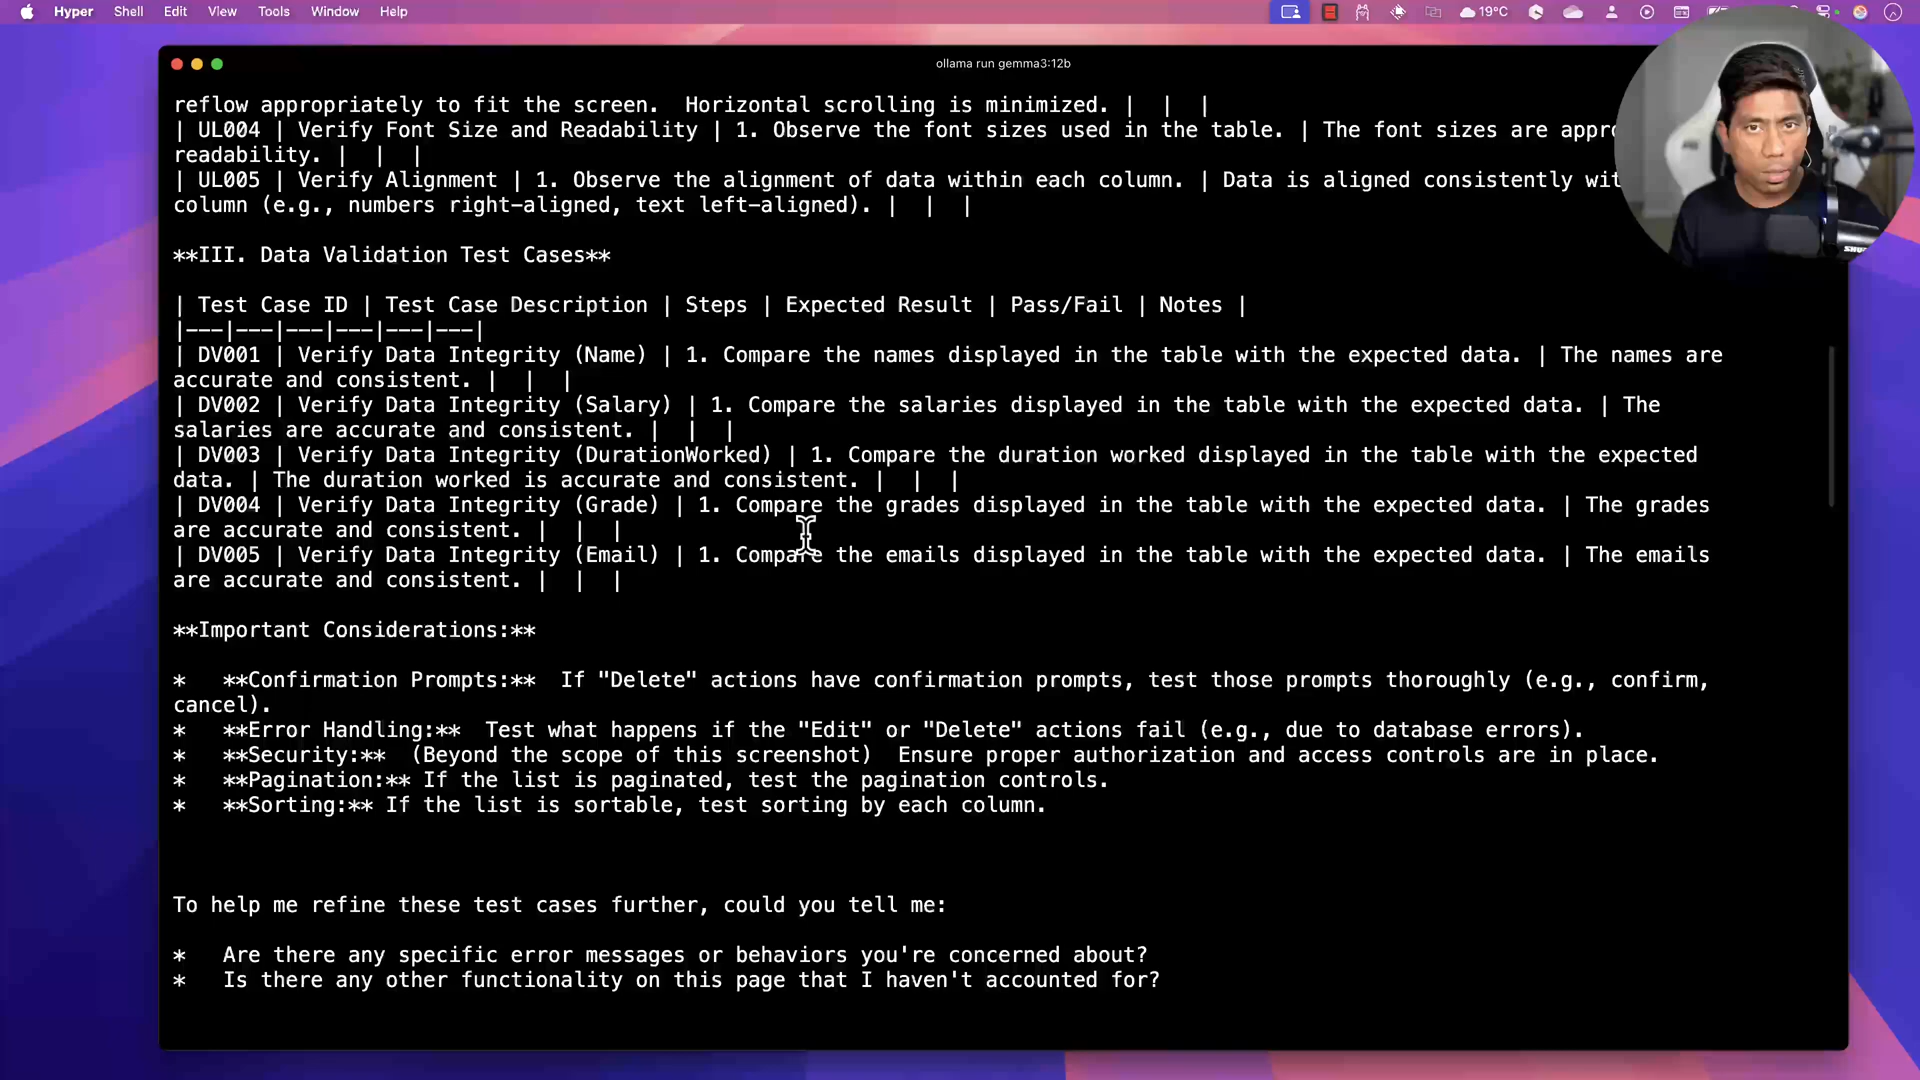 Hyper Shell Edit View Tools Window Help 19°C
ollama run gemma3:12b
reflow appropriately to fit the screen.  Horizontal scrolling is minimized. |  |  |
| UL004 | Verify Font Size and Readability | 1. Observe the font sizes used in the table. | The font sizes are
readability. |  |  |
| UL005 | Verify Alignment | 1. Observe the alignment of data within each column. | Data is aligned consistently
column (e.g., numbers right-aligned, text left-aligned). |  |  |
**III. Data Validation Test Cases**
| Test Case ID | Test Case Description | Steps | Expected Result | Pass/Fail | Notes |
|---|---|---|---|---|---|
| DV001 | Verify Data Integrity (Name) | 1. Compare the names displayed in the table with the expected data. | The names are
accurate and consistent. |  |  |
| DV002 | Verify Data Integrity (Salary) | 1. Compare the salaries displayed in the table with the expected data. | The
salaries are accurate and consistent. |  |  |
| DV003 | Verify Data Integrity (DurationWorked) | 1. Compare the duration worked displayed in the table with the expected
data. | The duration worked is accurate and consistent. |  |  |
| DV004 | Verify Data Integrity (Grade) | 1. Compare the grades displayed in the table with the expected data. | The grades
are accurate and consistent. |  |  |
| DV005 | Verify Data Integrity (Email) | 1. Compare the emails displayed in the table with the expected data. | The emails
are accurate and consistent. |  |  |
**Important Considerations:**
*   **Confirmation Prompts:**  If "Delete" actions have confirmation prompts, test those prompts thoroughly (e.g., confirm,
cancel).
*   **Error Handling:**  Test what happens if the "Edit" or "Delete" actions fail (e.g., due to database errors).
*   **Security:**  (Beyond the scope of this screenshot)  Ensure proper authorization and access controls are in place.
*   **Pagination:** If the list is paginated, test the pagination controls.
*   **Sorting:** If the list is sortable, test sorting by each column.
To help me refine these test cases further, could you tell me:
*   Are there any specific error messages or behaviors you're concerned about?
*   Is there any other functionality on this page that I haven't accounted for?